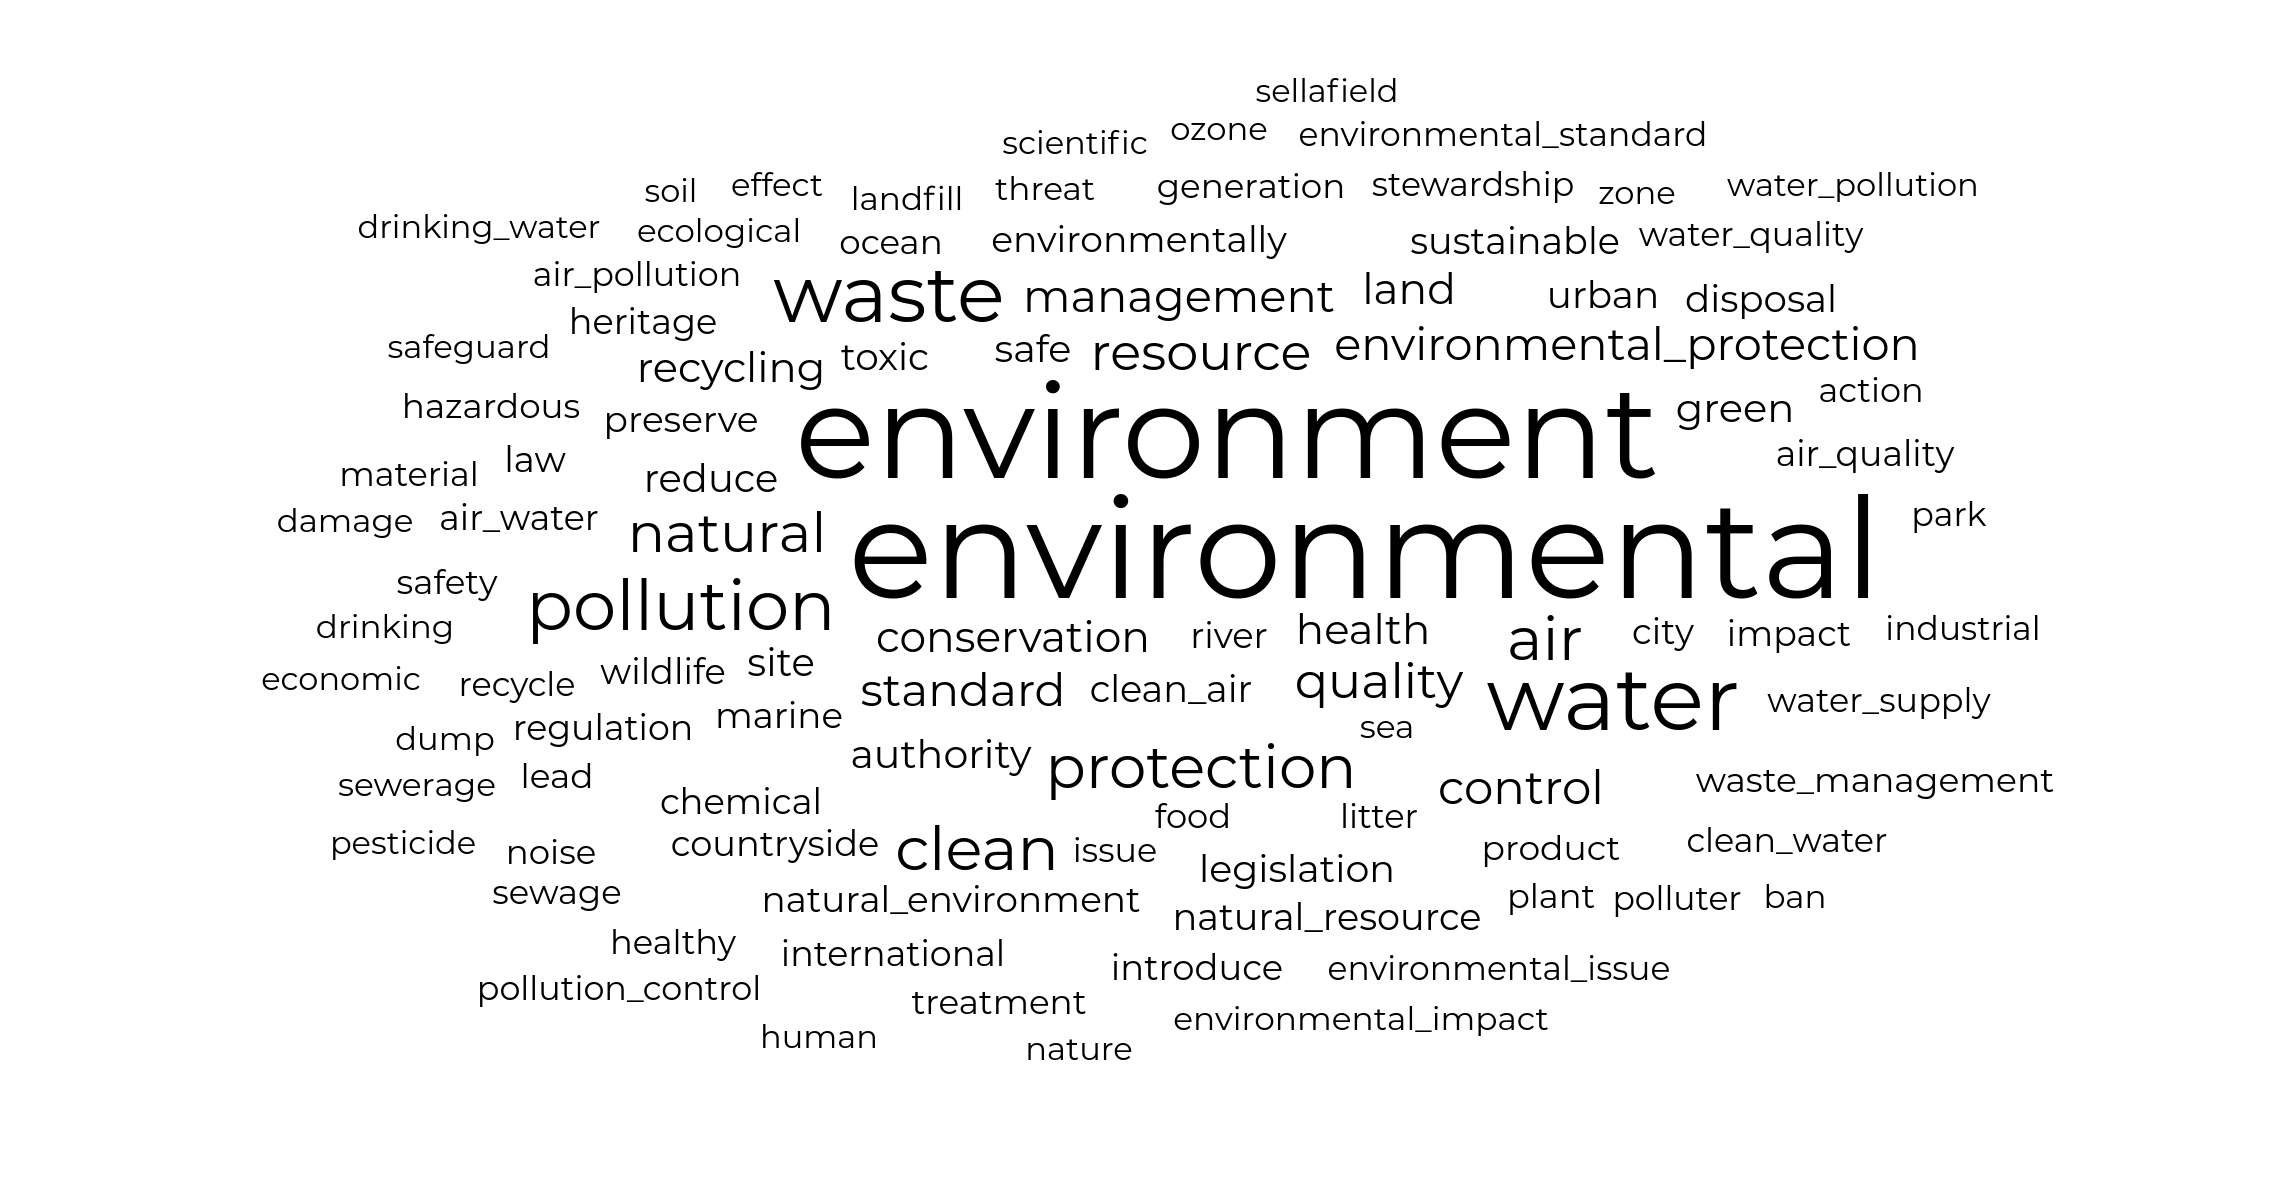 sellafield
scientific ozone environmental_standard
soil effect landfill threat generation stewardship zone water_pollution
drinking_water ecological ocean environmentally sustainable water_quality
air_pollution waste management land urban disposal
heritage
safeguard recycling toxic safe resource environmental_protection
hazardous preserve environment green action
material law reduce air_quality
damage air_water natural environmental park
safety pollution
drinking conservation river health air city impact industrial
economic recycle wildlife site standard clean_air quality water water_supply
dump regulation marine authority sea
sewerage lead chemical protection control waste_management
pesticide noise countryside clean issue food litter legislation product clean_water
sewage natural_environment natural_resource plant polluter ban
healthy international introduce environmental_issue
pollution_control treatment environmental_impact
human nature